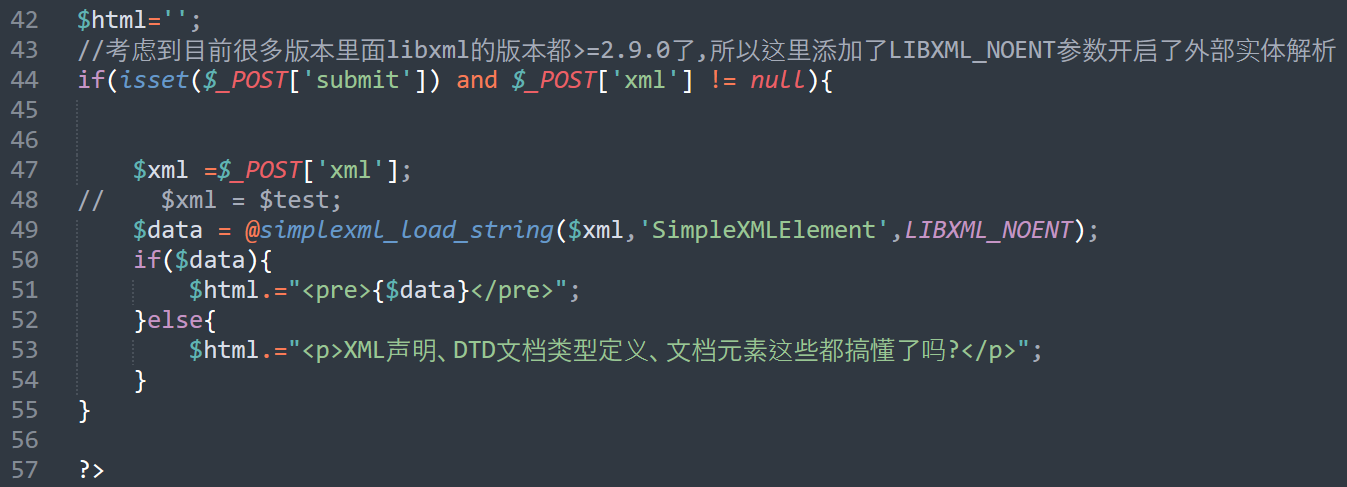 42 $html='';
43 //考虑到目前很多版本里面libxml的版本都>=2.9.0了,所以这里添加了LIBXML_NOENT参数开启了外部实体解析
44 if(isset($_POST['submit']) and $_POST['xml'] != null){
45
46
47     $xml =$_POST['xml'];
48 //    $xml = $test;
49     $data = @simplexml_load_string($xml,'SimpleXMLElement',LIBXML_NOENT);
50     if($data){
51         $html.="<pre>{$data}</pre>";
52     }else{
53         $html.="<p>XML声明、DTD文档类型定义、文档元素这些都搞懂了吗?</p>";
54     }
55 }
56
57 ?>